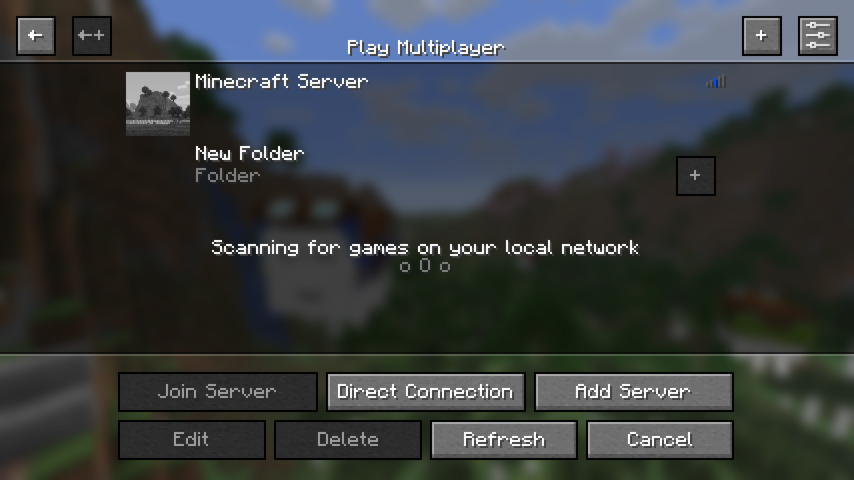 Play Multiplayer
Minecraft Server
New Folder
Folder
Scanning for games on your local network
o O o
Join Server
Direct Connection
Add Server
Edit
Delete
Refresh
Cancel